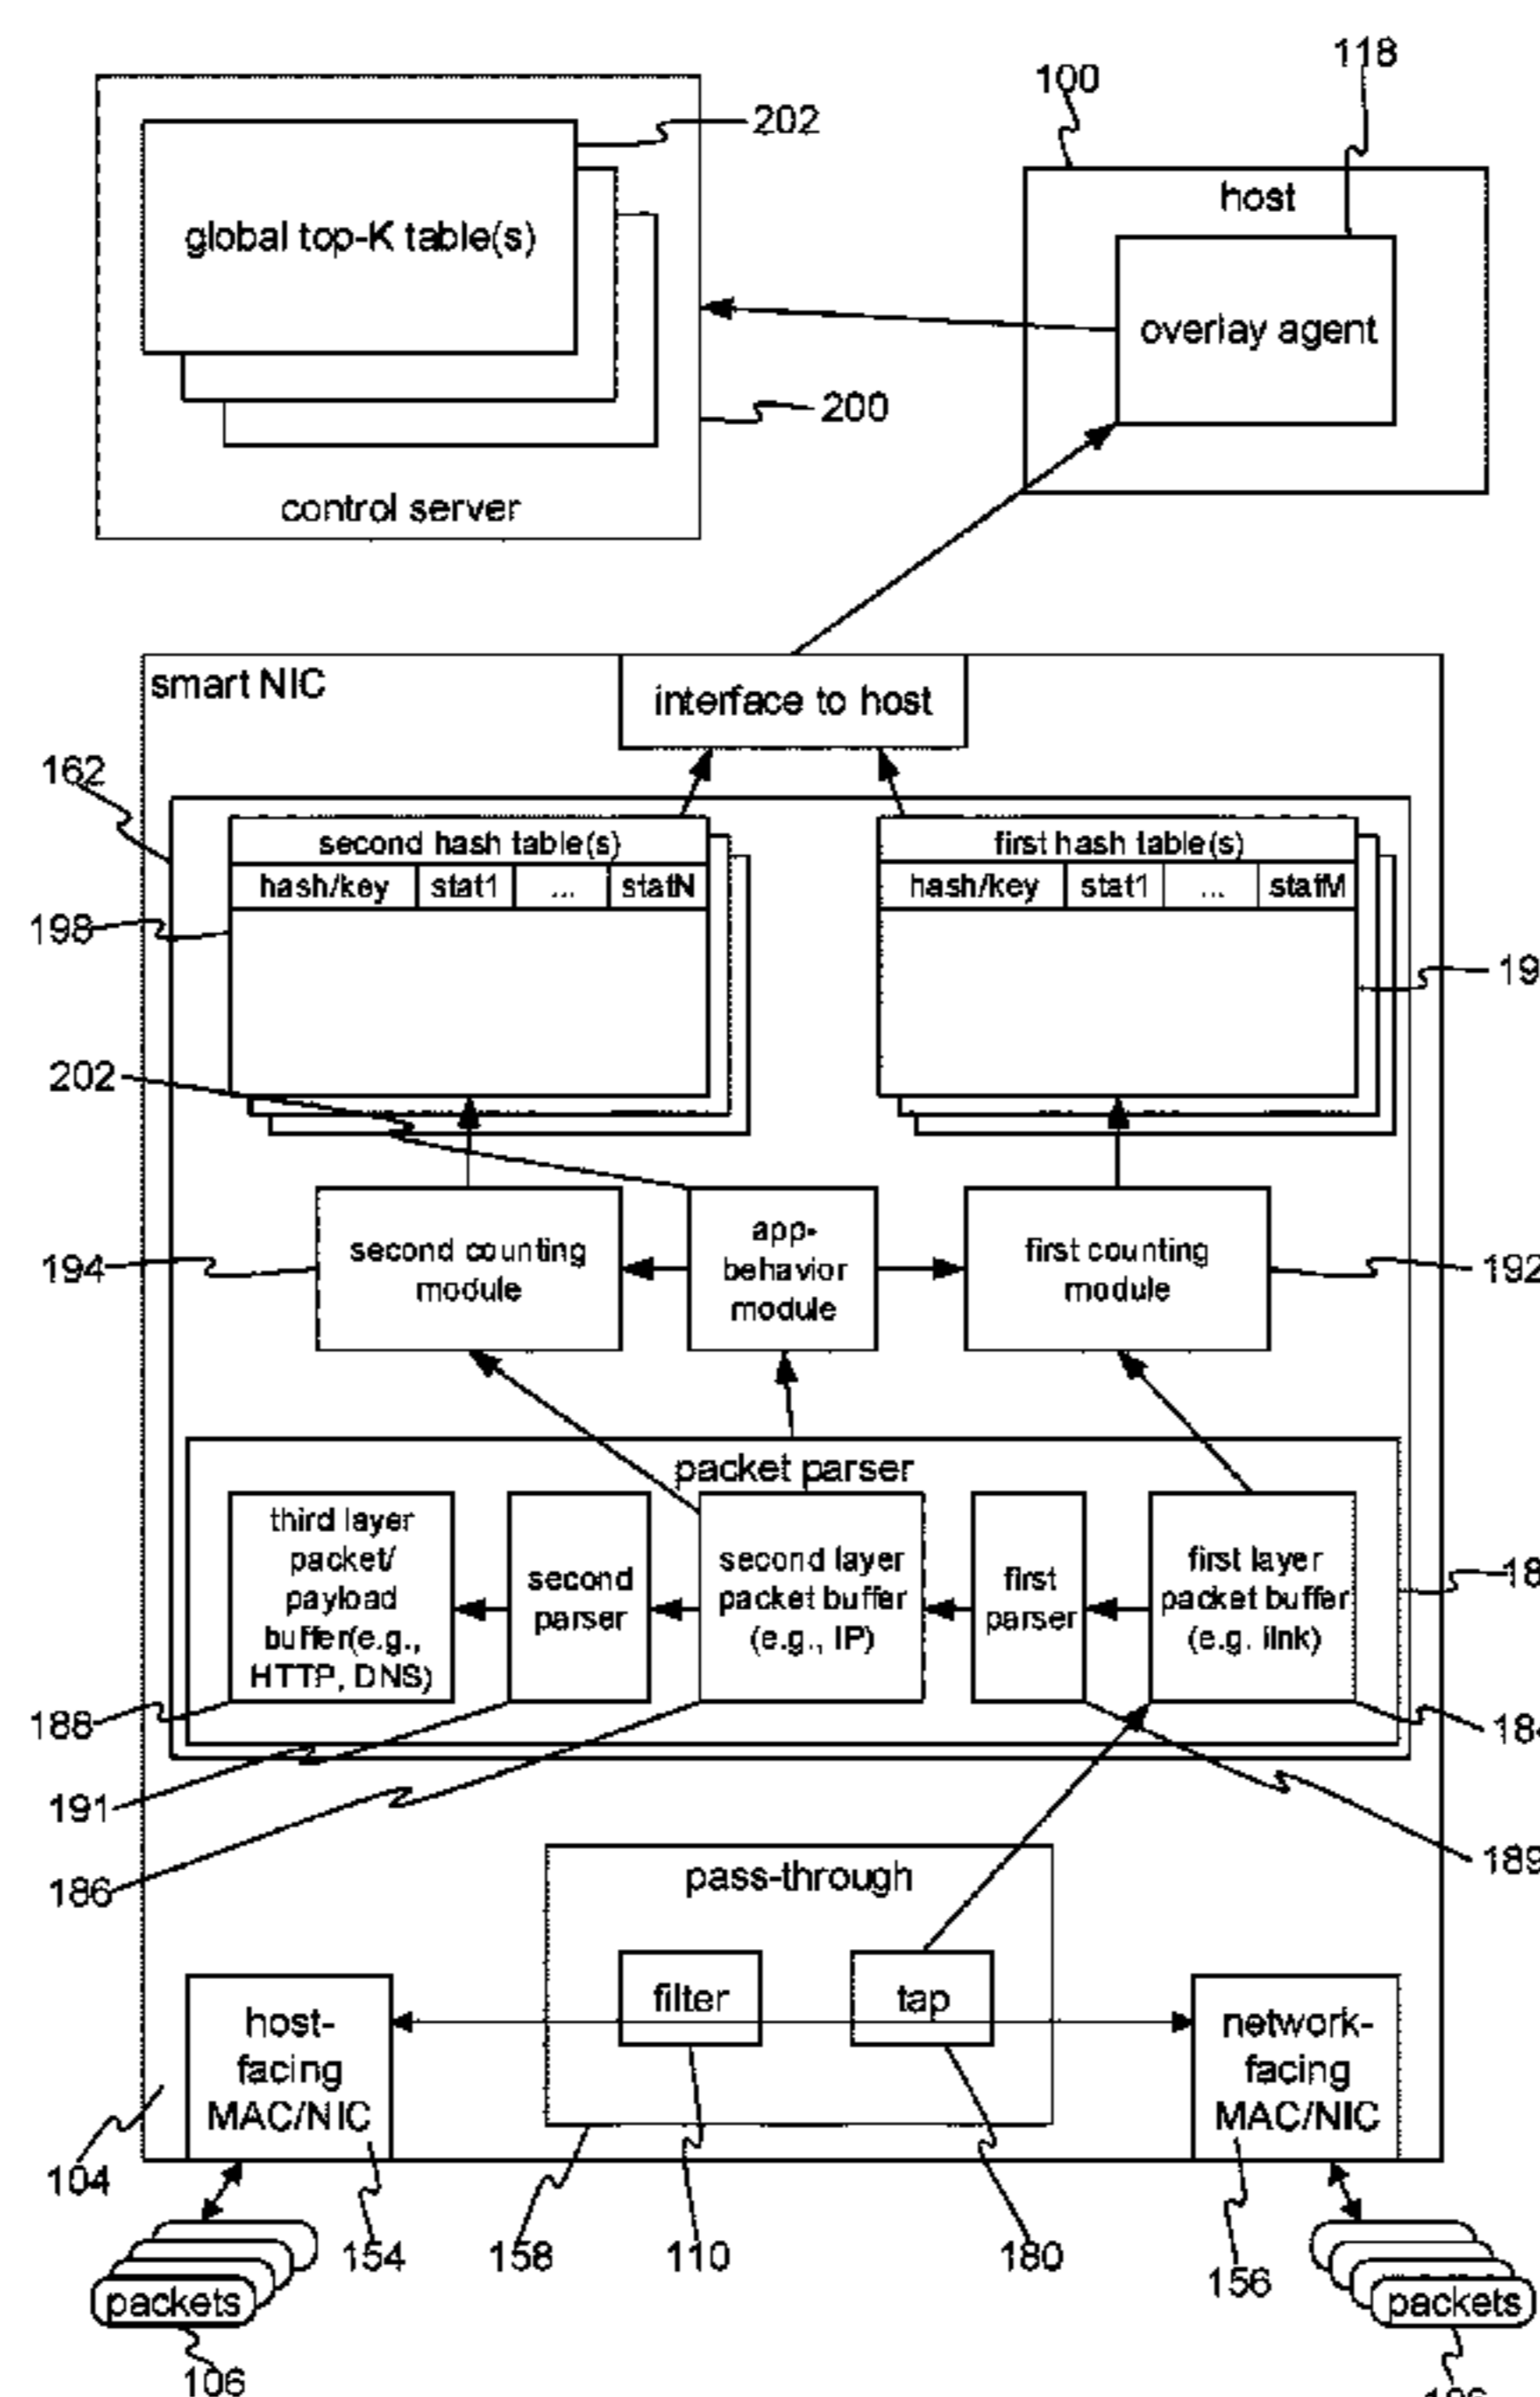 118
100
202
host
global top-K table(s)
overlay agent
200
control server
smart NIC
interface to host
162
second hash table(s)
hash/key
stat1
...
statN
first hash table(s)
hash/key
stat1
...
statM
198
19
202
194
second counting
module
app-
behavior
module
first counting
module
192
packet parser
third layer
packet/
payload
buffer(e.g.,
HTTP, DNS)
second
parser
second layer
packet buffer
(e.g., IP)
first
parser
first layer
packet buffer
(e.g. link)
18
188
184
191
186
189
pass-through
filter
tap
host-
facing
MAC/NIC
network-
facing
MAC/NIC
104
154
158
110
180
156
packets
packets
106